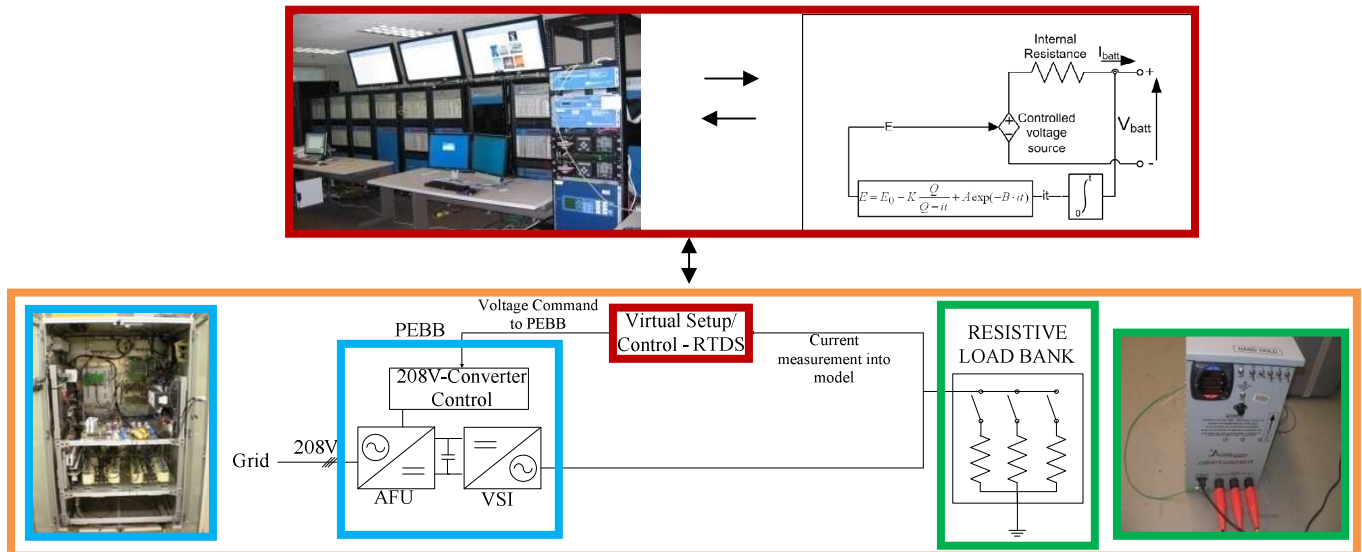 Internal
Resistance
I_batt
+
Controlled
voltage
source
E
V_batt
-
E = E_0 - K Q/(Q - it) + A exp(-B · it)
it
t
∫
0
Voltage Command
to PEBB
PEBB
Virtual Setup/
Control - RTDS
Current
measurement into
model
RESISTIVE
LOAD BANK
208V-Converter
Control
Grid
208V
AFU
VSI